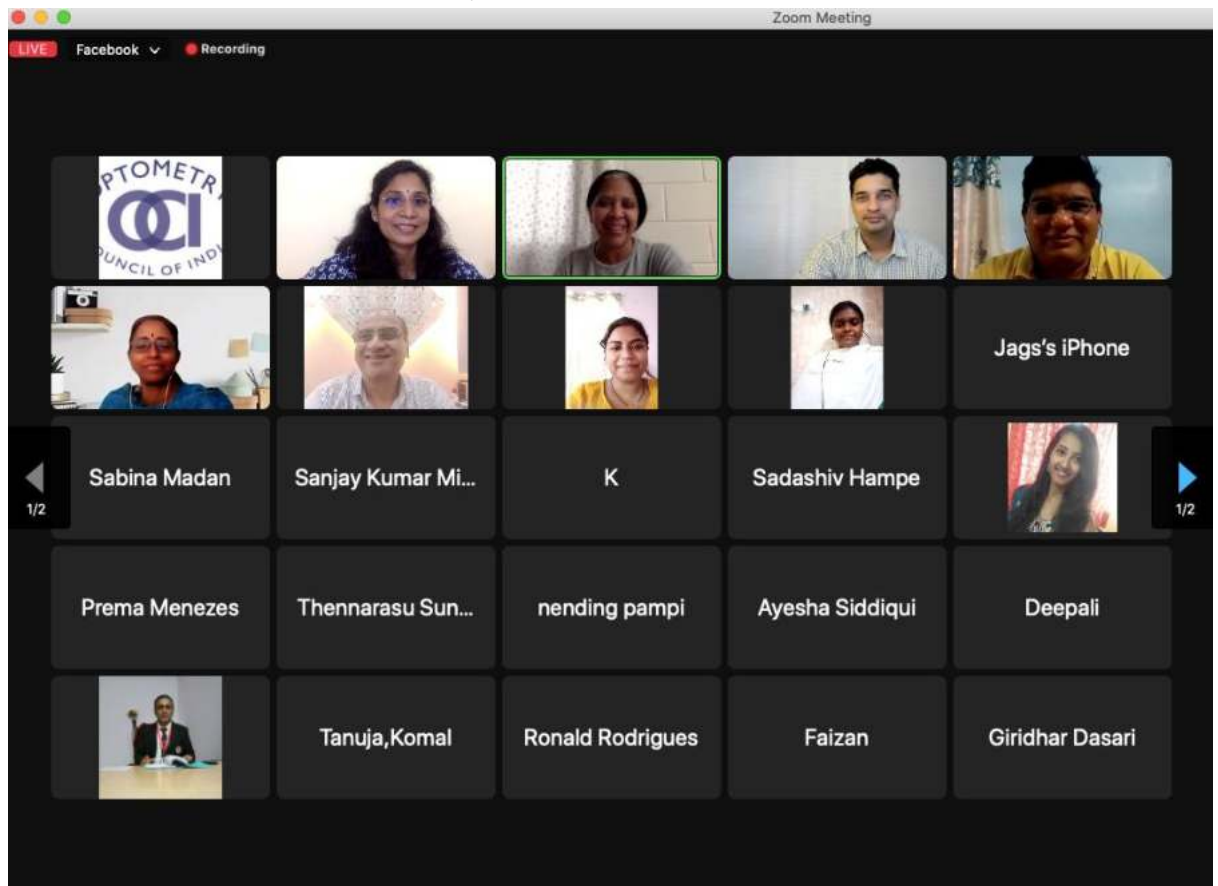 Zoom Meeting
LIVE Facebook Recording
PTOMETR
OCI
UNCIL OF IND
Jags's iPhone
Sabina Madan
Sanjay Kumar Mi...
K
Sadashiv Hampe
1/2
1/2
Prema Menezes
Thennarasu Sun...
nending pampi
Ayesha Siddiqui
Deepali
Tanuja,Komal
Ronald Rodrigues
Faizan
Giridhar Dasari